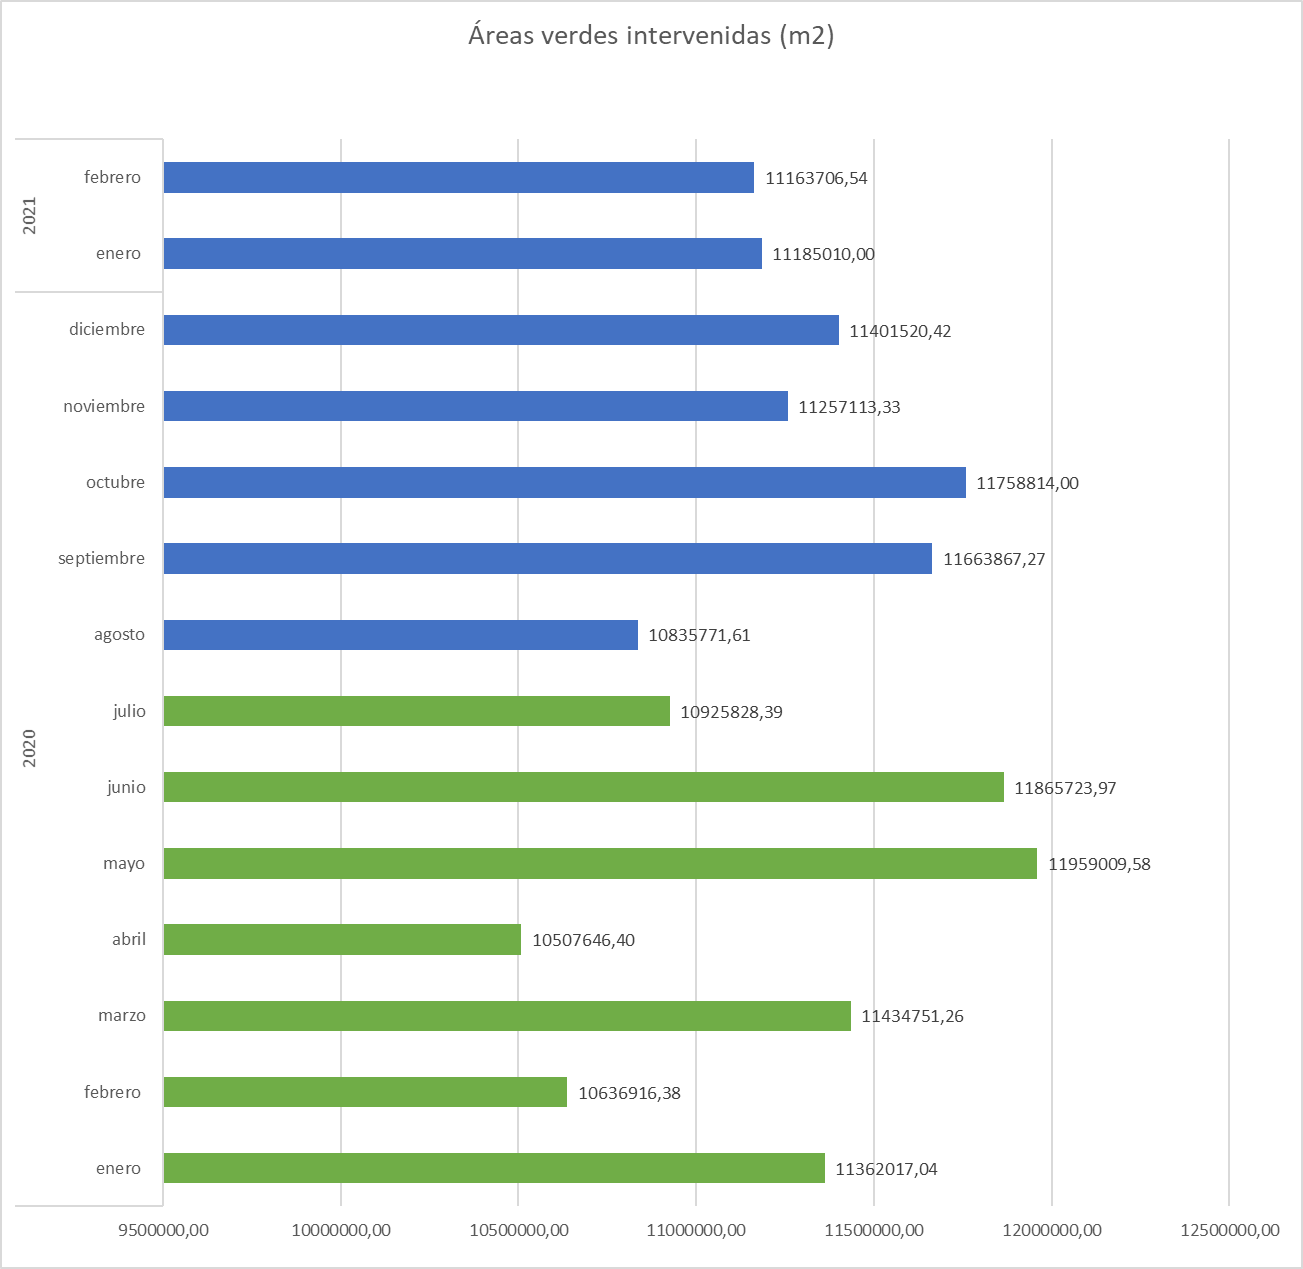 Áreas verdes intervenidas (m2)
2021
febrero 11163706,54
enero 11185010,00
2020
diciembre 11401520,42
noviembre 11257113,33
octubre 11758814,00
septiembre 11663867,27
agosto 10835771,61
julio 10925828,39
junio 11865723,97
mayo 11959009,58
abril 10507646,40
marzo 11434751,26
febrero 10636916,38
enero 11362017,04
9500000,00 10000000,00 10500000,00 11000000,00 11500000,00 12000000,00 12500000,00